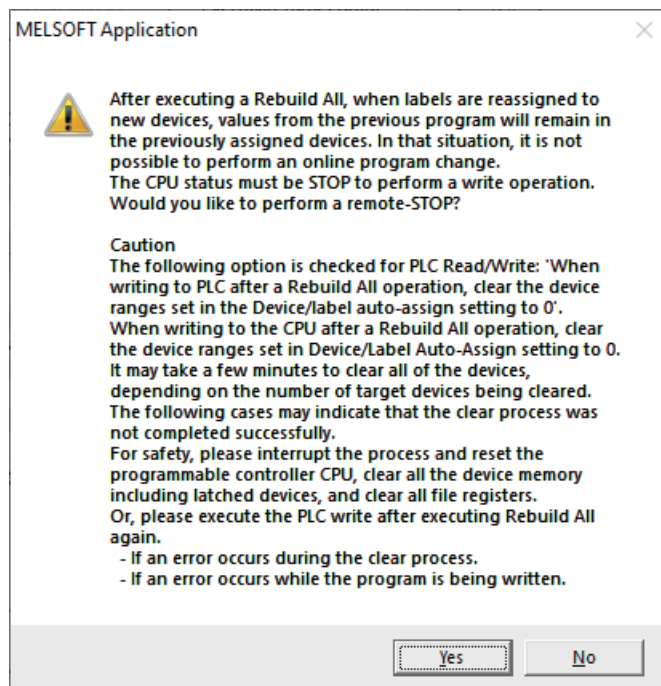 MELSOFT Application
After executing a Rebuild All, when labels are reassigned to
new devices, values from the previous program will remain in
the previously assigned devices. In that situation, it is not
possible to perform an online program change.
The CPU status must be STOP to perform a write operation.
Would you like to perform a remote-STOP?
Caution
The following option is checked for PLC Read/Write: 'When
writing to PLC after a Rebuild All operation, clear the device
ranges set in the Device/label auto-assign setting to 0'.
When writing to the CPU after a Rebuild All operation, clear
the device ranges set in Device/Label Auto-Assign setting to 0.
It may take a few minutes to clear all of the devices,
depending on the number of target devices being cleared.
The following cases may indicate that the clear process was
not completed successfully.
For safety, please interrupt the process and reset the
programmable controller CPU, clear all the device memory
including latched devices, and clear all file registers.
Or, please execute the PLC write after executing Rebuild All
again.
- If an error occurs during the clear process.
- If an error occurs while the program is being written.
Yes
No